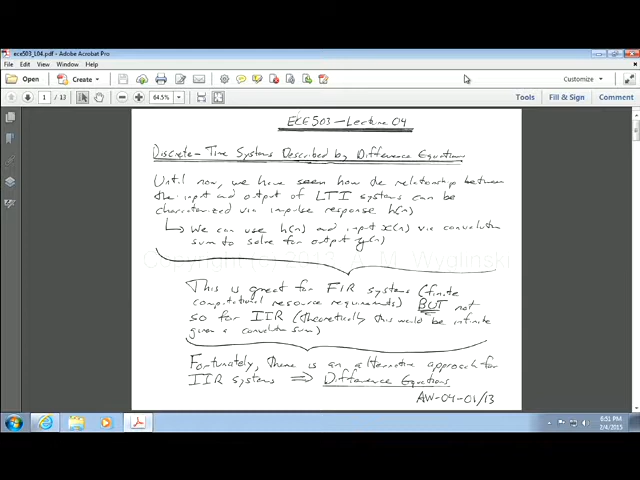 ece503_L04.pdf - Adobe Acrobat Pro
File Edit View Window Help
Open Create 1 / 13 64.5% Customize
Tools Fill & Sign Comment
ECE503 - Lecture 04
Discrete-Time Systems Described by Difference Equations
Until now, we have seen how the relationship between
the input and output of LTI systems can be
characterized via impulse response h(n)
↳ We can use h(n) and input x(n) via convolution
sum to solve for output y(n)
This is great for FIR systems (finite
computational resource requirements) BUT not
so for IIR (theoretically this would be infinite
given a convolution sum)
Fortunately, there is an alternative approach for
IIR systems ⇒ Difference Equations
AW-04-01/13
6:51 PM
2/4/2015